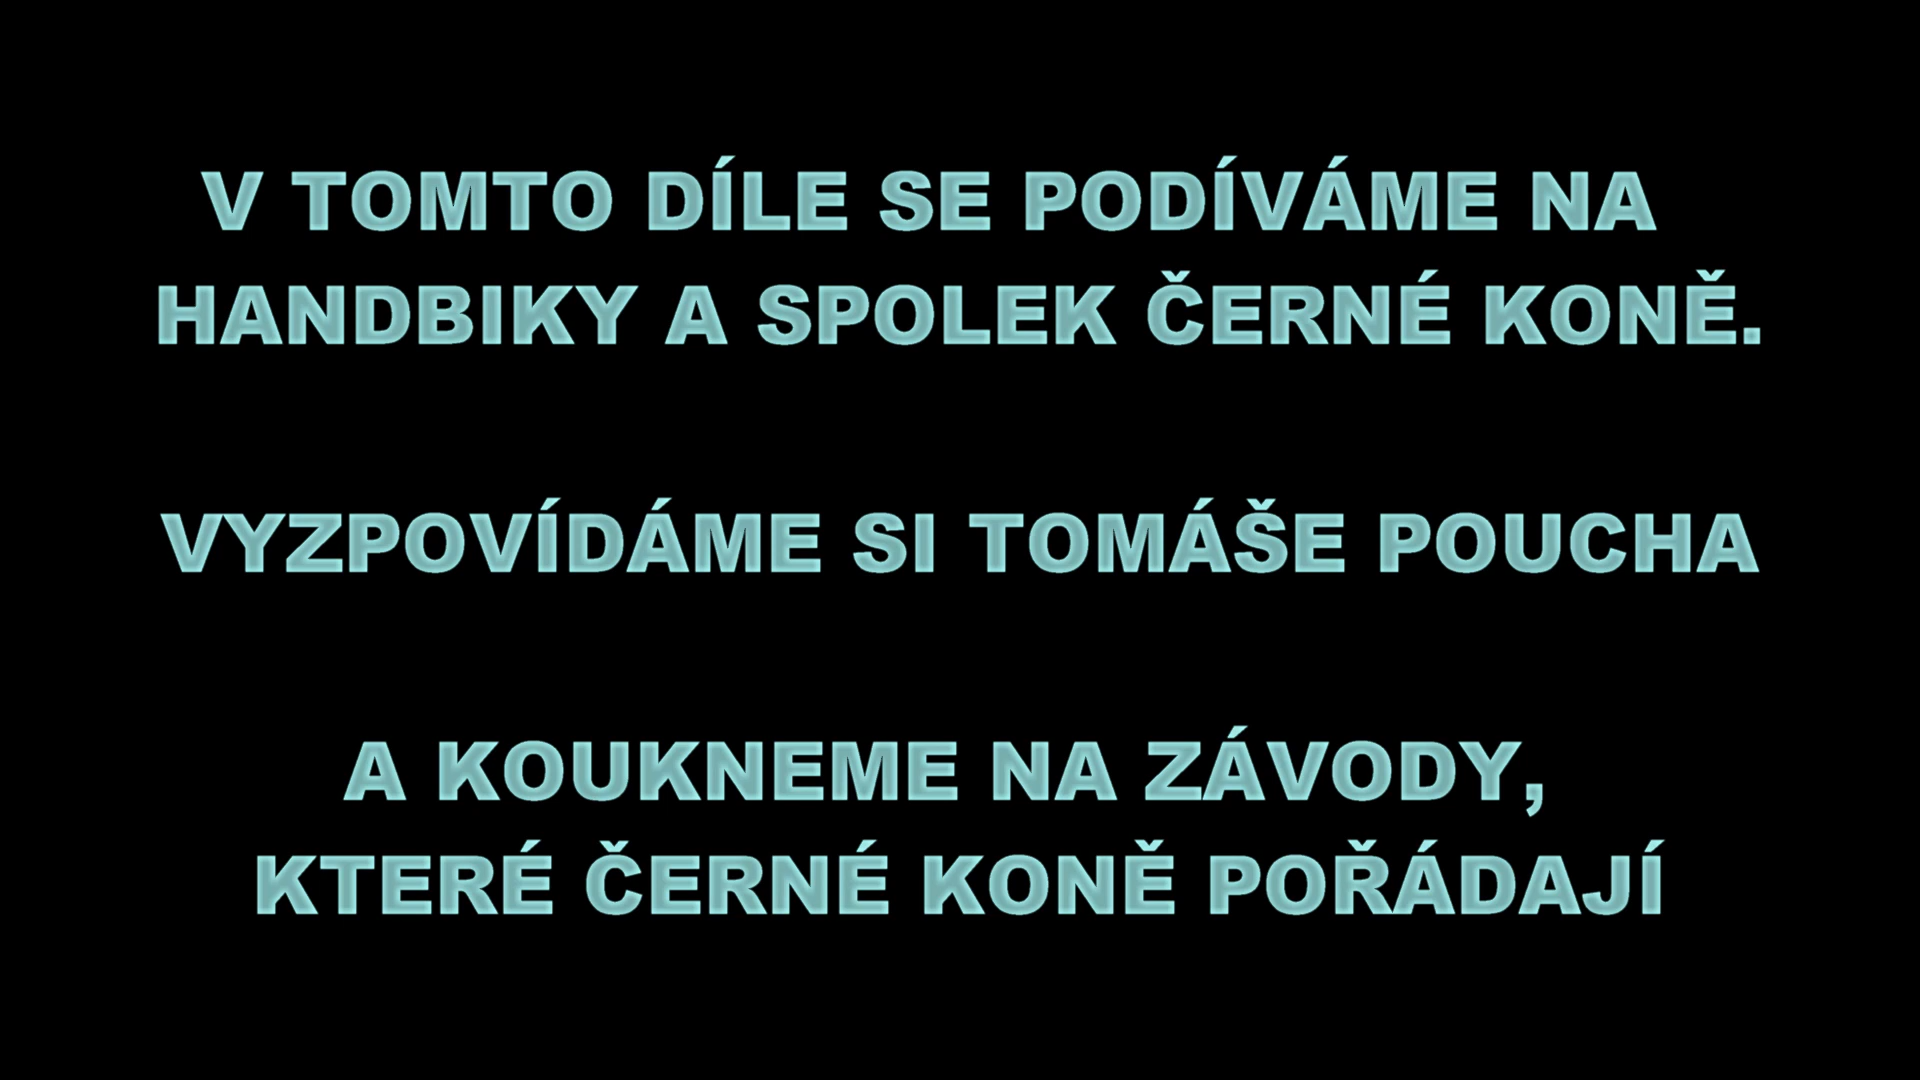 V TOMTO DÍLE SE PODÍVÁME NA
HANDBIKY A SPOLEK ČERNÉ KONĚ.
VYZPOVÍDÁME SI TOMÁŠE POUCHA
A KOUKNEME NA ZÁVODY,
KTERÉ ČERNÉ KONĚ POŘÁDAJÍ